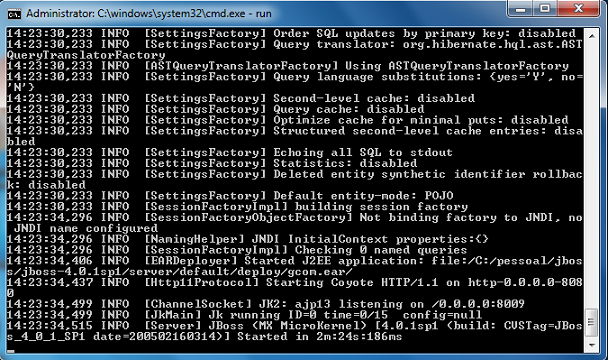 Administrator: C:\windows\system32\cmd.exe - run
14:23:30,233 INFO  [SettingsFactory] Order SQL updates by primary key: disabled
14:23:30,233 INFO  [SettingsFactory] Query translator: org.hibernate.hql.ast.AST
QueryTranslatorFactory
14:23:30,233 INFO  [ASTQueryTranslatorFactory] Using ASTQueryTranslatorFactory
14:23:30,233 INFO  [SettingsFactory] Query language substitutions: {yes='Y', no=
'N'}
14:23:30,233 INFO  [SettingsFactory] Second-level cache: disabled
14:23:30,233 INFO  [SettingsFactory] Query cache: disabled
14:23:30,233 INFO  [SettingsFactory] Optimize cache for minimal puts: disabled
14:23:30,233 INFO  [SettingsFactory] Structured second-level cache entries: disa
bled
14:23:30,233 INFO  [SettingsFactory] Echoing all SQL to stdout
14:23:30,233 INFO  [SettingsFactory] Statistics: disabled
14:23:30,233 INFO  [SettingsFactory] Deleted entity synthetic identifier rollbac
k: disabled
14:23:30,233 INFO  [SettingsFactory] Default entity-mode: POJO
14:23:30,233 INFO  [SessionFactoryImpl] building session factory
14:23:34,296 INFO  [SessionFactoryObjectFactory] Not binding factory to JNDI, no
 JNDI name configured
14:23:34,296 INFO  [NamingHelper] JNDI InitialContext properties:{}
14:23:34,296 INFO  [SessionFactoryImpl] Checking 0 named queries
14:23:34,406 INFO  [EARDeployer] Started J2EE application: file:/C:/pessoal/jbos
s/jboss-4.0.1sp1/server/default/deploy/gcom.ear/
14:23:34,437 INFO  [Http11Protocol] Starting Coyote HTTP/1.1 on http-0.0.0.0-808
0
14:23:34,499 INFO  [ChannelSocket] JK2: ajp13 listening on /0.0.0.0:8009
14:23:34,499 INFO  [JkMain] Jk running ID=0 time=0/15  config=null
14:23:34,515 INFO  [Server] JBoss (MX MicroKernel) [4.0.1sp1 (build: CVSTag=JBos
s_4_0_1_SP1 date=200502160314)] Started in 2m:24s:186ms